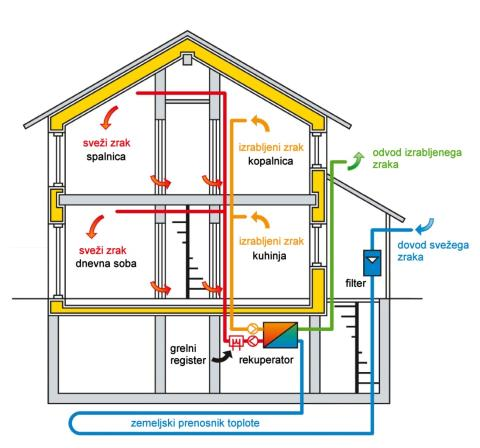 sveži zrak
spalnica
izrabljeni zrak
kopalnica
odvod izrabljenega
zraka
sveži zrak
dnevna soba
izrabljeni zrak
kuhinja
dovod svežega
zraka
filter
grelni
register
rekuperator
zemeljski prenosnik toplote